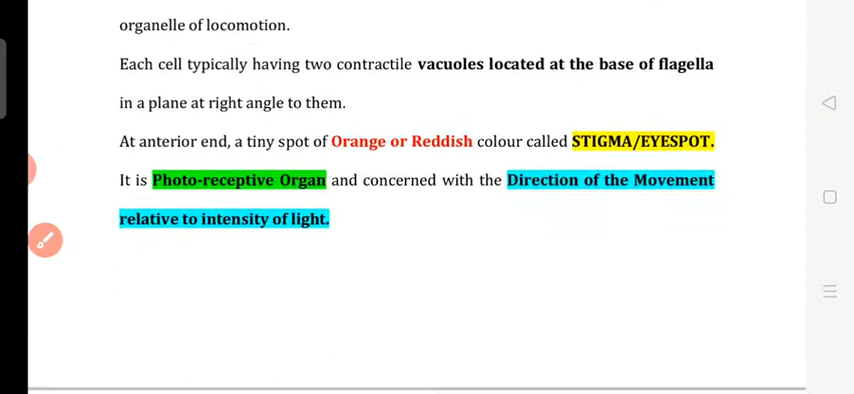 organelle of locomotion.
Each cell typically having two contractile vacuoles located at the base of flagella
in a plane at right angle to them.
At anterior end, a tiny spot of Orange or Reddish colour called STIGMA/EYESPOT.
It is Photo-receptive Organ and concerned with the Direction of the Movement
relative to intensity of light.